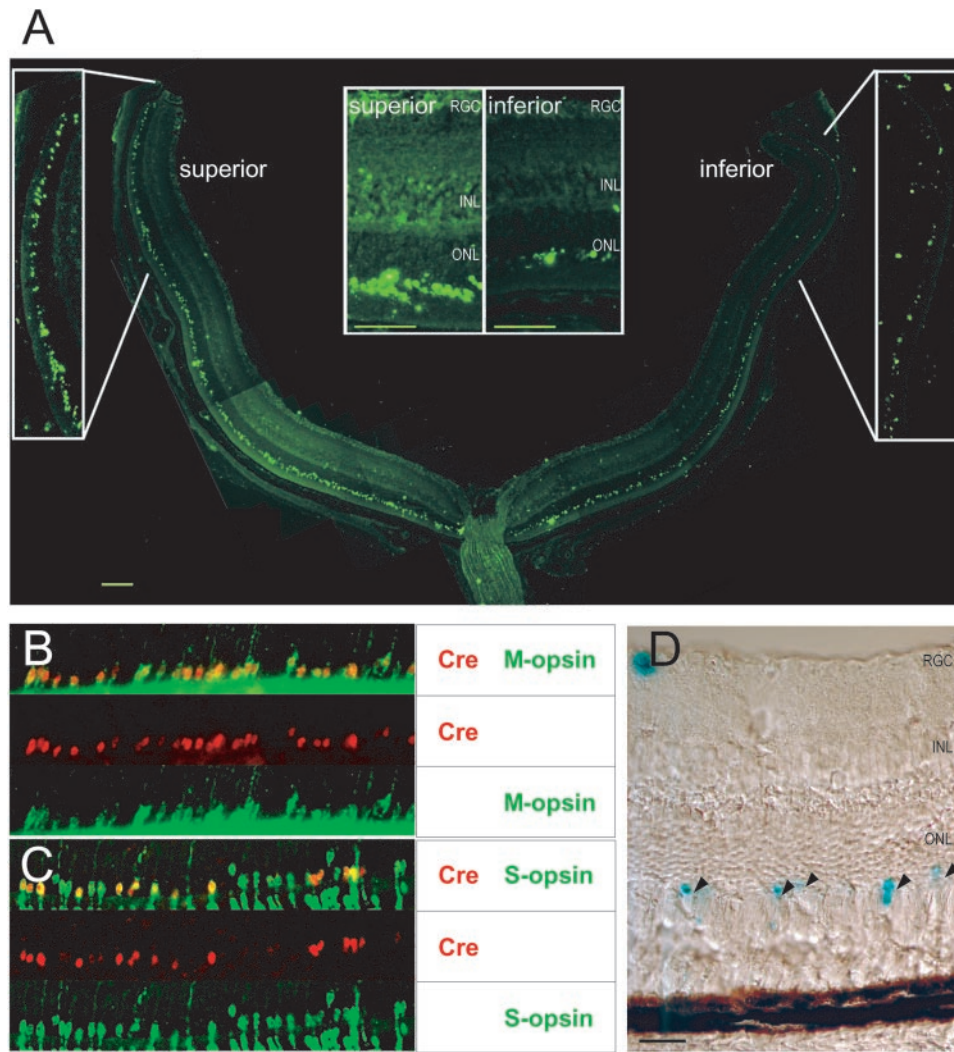 A
superior
inferior
superior
RGC
INL
ONL
inferior
RGC
INL
ONL
B
Cre M-opsin
Cre
M-opsin
C
Cre S-opsin
Cre
S-opsin
D
RGC
INL
ONL